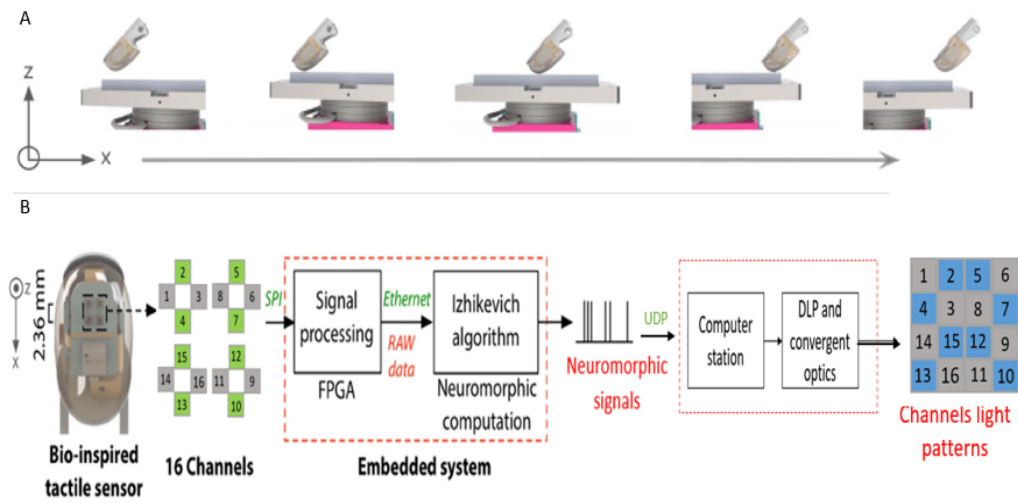 A
Z
X
B
Z
X
2.36 mm
2 5
1 3 8 6
4 7
15 12
14 16 11 9
13 10
SPI
Signal
processing
FPGA
Ethernet
RAW
data
Izhikevich
algorithm
Neuromorphic
computation
Neuromorphic
signals
UDP
Computer
station
DLP and
convergent
optics
1 2 5 6
4 3 8 7
14 15 12 9
13 16 11 10
Channels light
patterns
Bio-inspired
tactile sensor
16 Channels
Embedded system